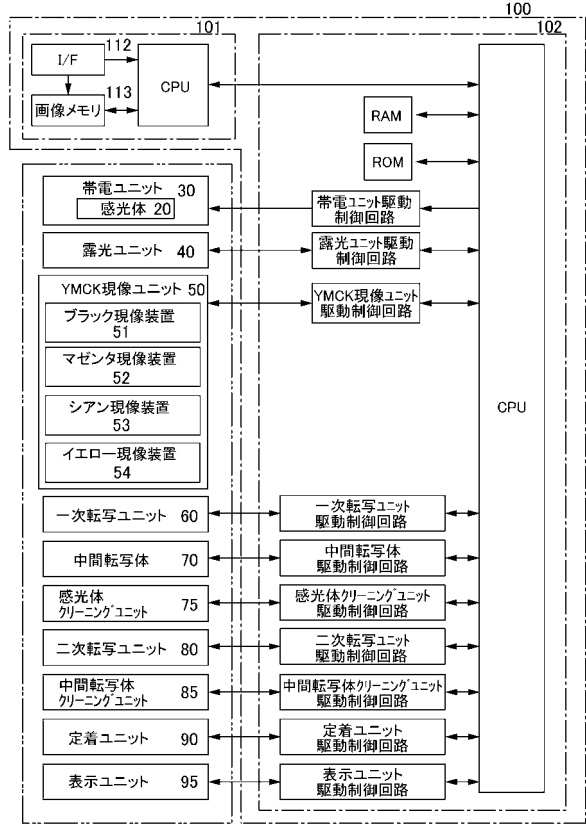 100
101
102
I/F
112
CPU
画像メモリ
113
RAM
ROM
CPU
帯電ユニット 30
感光体 20
帯電ユニット駆動
制御回路
露光ユニット 40
露光ユニット駆動
制御回路
YMCK現像ユニット 50
YMCK現像ユニット
駆動制御回路
ブラック現像装置
51
マゼンタ現像装置
52
シアン現像装置
53
イエロー現像装置
54
一次転写ユニット 60
一次転写ユニット
駆動制御回路
中間転写体 70
中間転写体
駆動制御回路
感光体
クリーニングユニット 75
感光体クリーニングユニット
駆動制御回路
二次転写ユニット 80
二次転写ユニット
駆動制御回路
中間転写体
クリーニングユニット 85
中間転写体クリーニングユニット
駆動制御回路
定着ユニット 90
定着ユニット
駆動制御回路
表示ユニット 95
表示ユニット
駆動制御回路